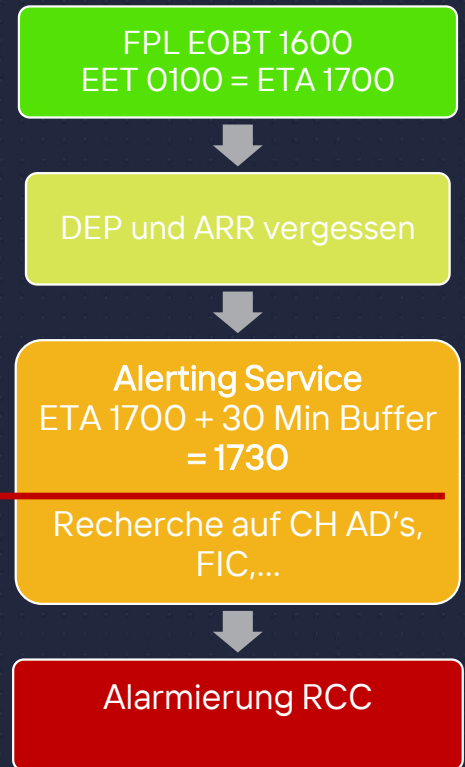 FPL EOBT 1600
EET 0100 = ETA 1700
DEP und ARR vergessen
Alerting Service
ETA 1700 + 30 Min Buffer
= 1730
Recherche auf CH AD's,
FIC,...
Alarmierung RCC